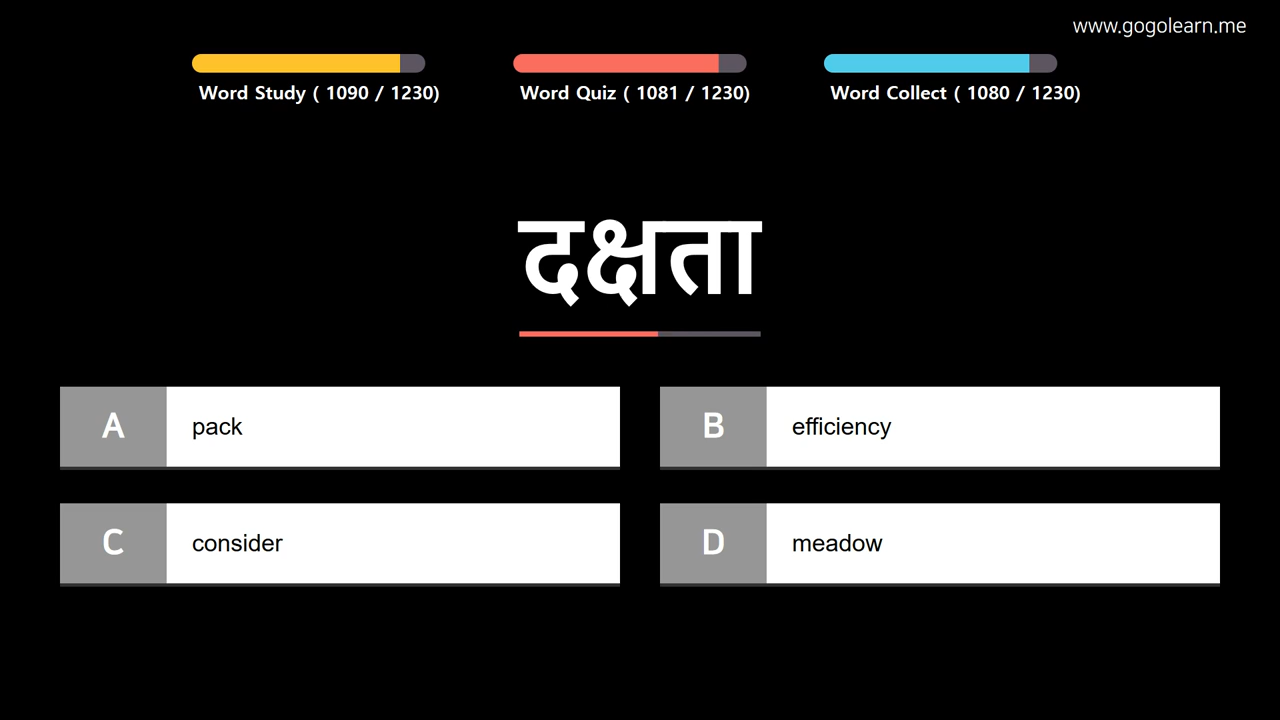 www.gogolearn.me
Word Study ( 1090 / 1230)
Word Quiz ( 1081 / 1230)
Word Collect ( 1080 / 1230)
दक्षता
A pack
B efficiency
C consider
D meadow